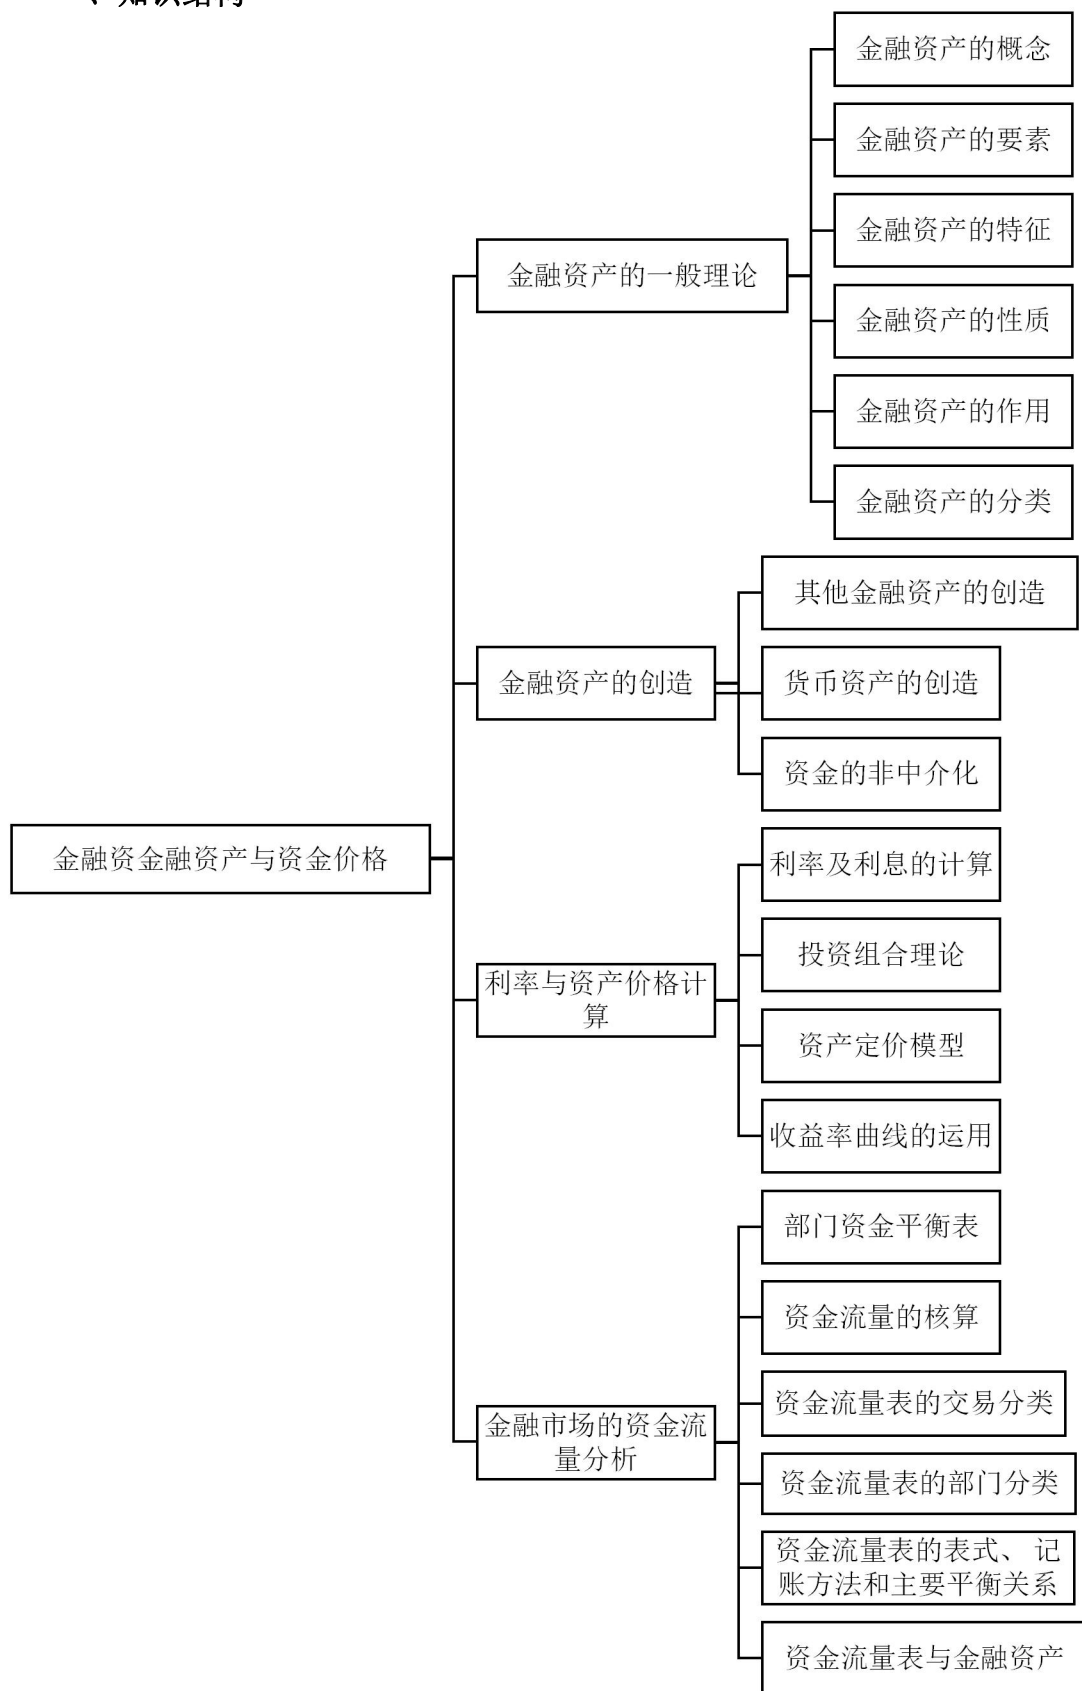 、知识结构
金融资产的概念
金融资产的要素
金融资产的特征
金融资产的一般理论
金融资产的性质
金融资产的作用
金融资产的分类
其他金融资产的创造
金融资产的创造
货币资产的创造
资金的非中介化
金融资金融资产与资金价格
利率及利息的计算
投资组合理论
利率与资产价格计
算
资产定价模型
收益率曲线的运用
部门资金平衡表
资金流量的核算
资金流量表的交易分类
金融市场的资金流
量分析
资金流量表的部门分类
资金流量表的表式、 记
账方法和主要平衡关系
资金流量表与金融资产